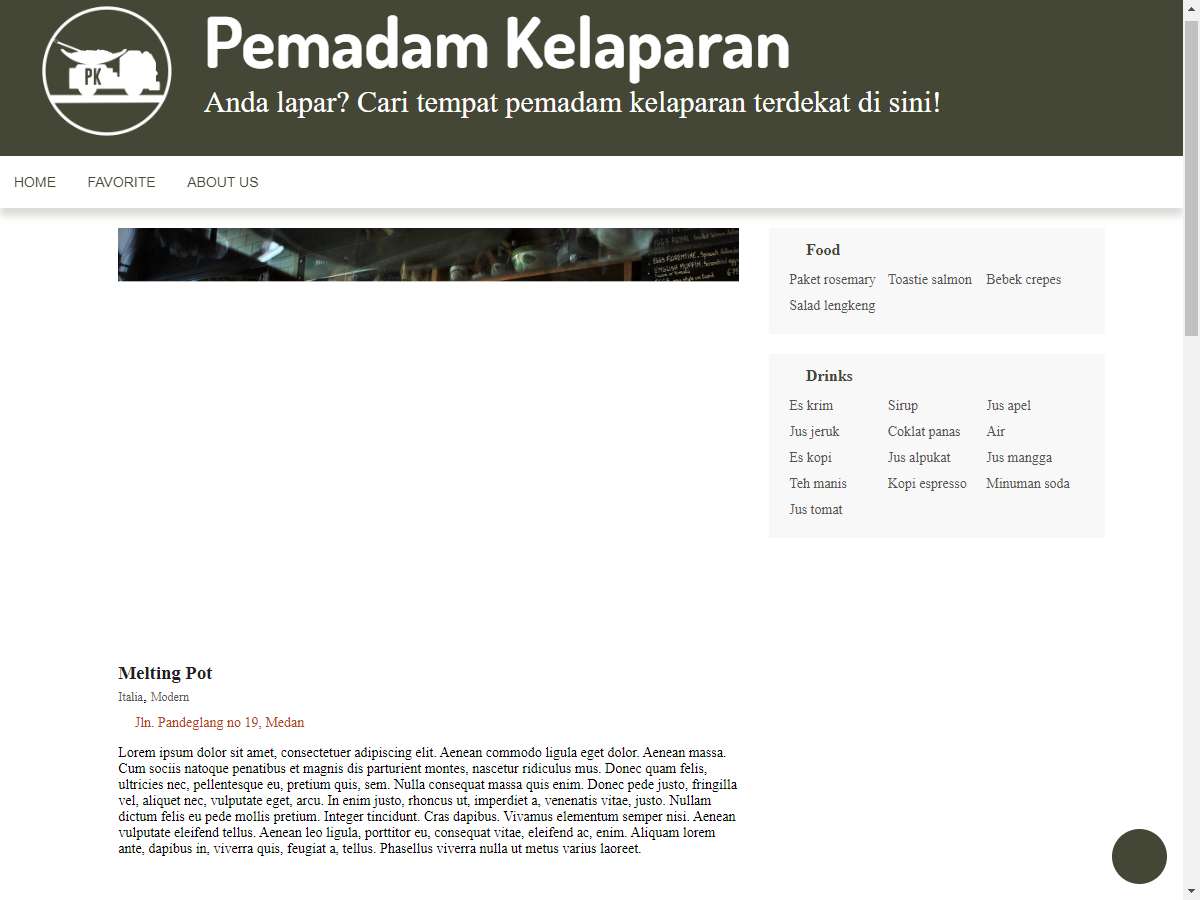 PK
Pemadam Kelaparan
Anda lapar? Cari tempat pemadam kelaparan terdekat di sini!
HOME FAVORITE ABOUT US
EGGS FLORENTINE
ENGLISH MUFFIN
Food
Paket rosemary Toastie salmon Bebek crepes
Salad lengkeng
Drinks
Es krim Sirup Jus apel
Jus jeruk Coklat panas Air
Es kopi Jus alpukat Jus mangga
Teh manis Kopi espresso Minuman soda
Jus tomat
Melting Pot
Italia, Modern
Jln. Pandeglang no 19, Medan
Lorem ipsum dolor sit amet, consectetuer adipiscing elit. Aenean commodo ligula eget dolor. Aenean massa.
Cum sociis natoque penatibus et magnis dis parturient montes, nascetur ridiculus mus. Donec quam felis,
ultricies nec, pellentesque eu, pretium quis, sem. Nulla consequat massa quis enim. Donec pede justo, fringilla
vel, aliquet nec, vulputate eget, arcu. In enim justo, rhoncus ut, imperdiet a, venenatis vitae, justo. Nullam
dictum felis eu pede mollis pretium. Integer tincidunt. Cras dapibus. Vivamus elementum semper nisi. Aenean
vulputate eleifend tellus. Aenean leo ligula, porttitor eu, consequat vitae, eleifend ac, enim. Aliquam lorem
ante, dapibus in, viverra quis, feugiat a, tellus. Phasellus viverra nulla ut metus varius laoreet.